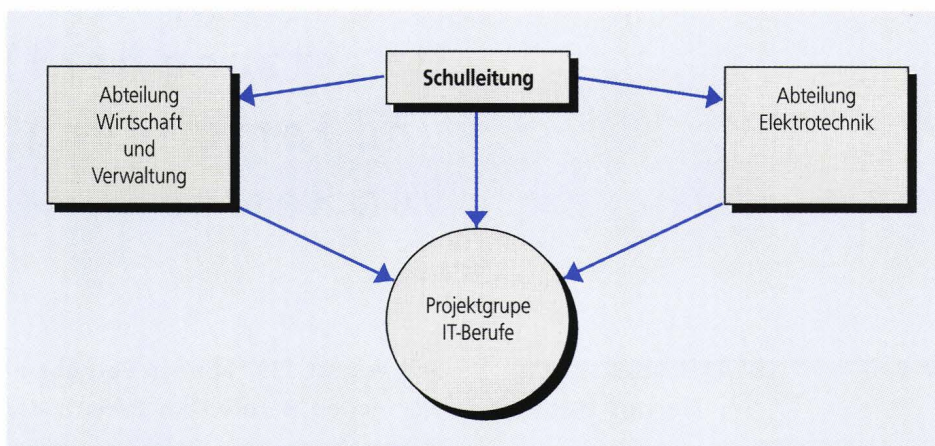 Schulleitung
Abteilung
Wirtschaft
und
Verwaltung
Abteilung
Elektrotechnik
Projektgrupe
IT-Berufe